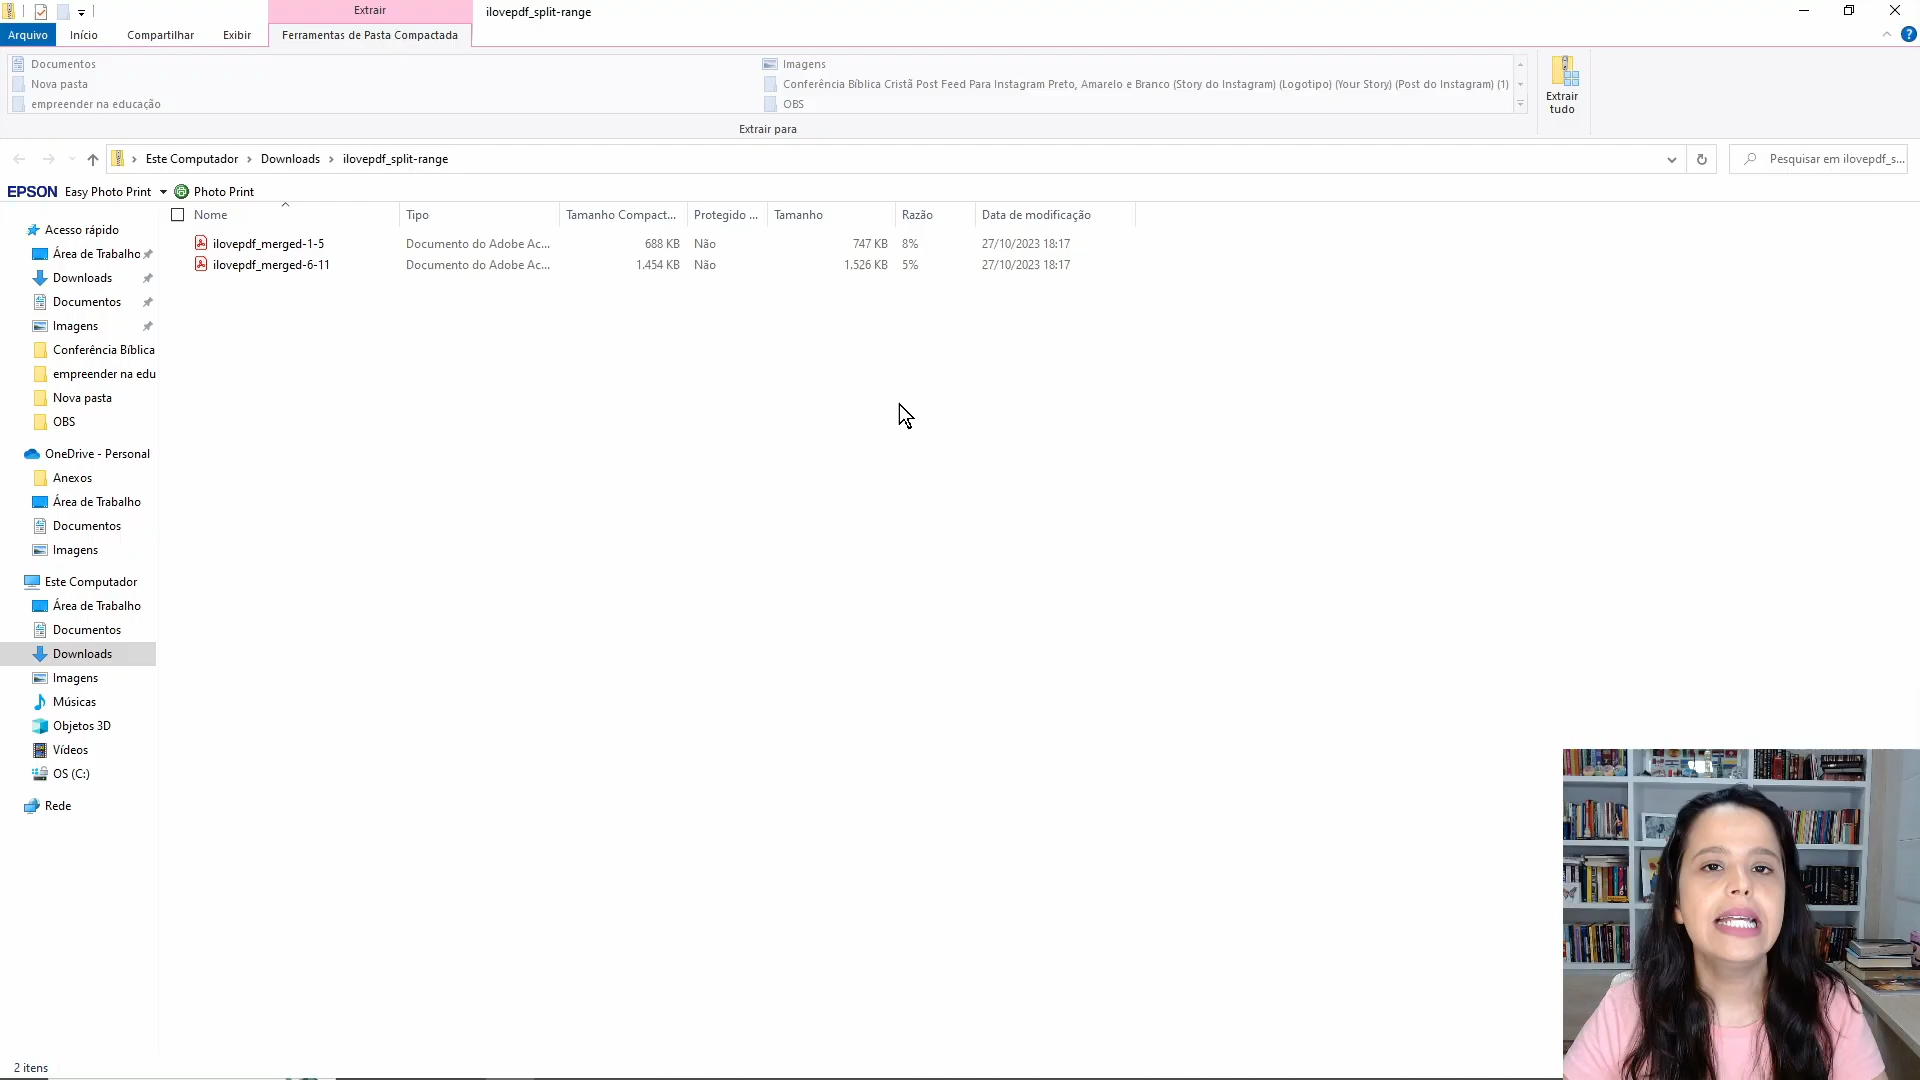 Extrair
ilovepdf_split-range
Arquivo
Início
Compartilhar
Exibir
Ferramentas de Pasta Compactada
?
Documentos
Nova pasta
empreender na educação
Imagens
Conferência Bíblica Cristã Post Feed Para Instagram Preto, Amarelo e Branco (Story do Instagram) (Logotipo) (Your Story) (Post do Instagram) (1)
OBS
Extrair para
Extrair
tudo
Este Computador > Downloads > ilovepdf_split-range
Pesquisar em ilovepdf_s...
EPSON Easy Photo Print
Photo Print
Nome
Tipo
Tamanho Compact...
Protegido ...
Tamanho
Razão
Data de modificação
ilovepdf_merged-1-5 Documento do Adobe Ac... 688 KB Não 747 KB 8% 27/10/2023 18:17
ilovepdf_merged-6-11 Documento do Adobe Ac... 1.454 KB Não 1.526 KB 5% 27/10/2023 18:17
Acesso rápido
Área de Trabalho
Downloads
Documentos
Imagens
Conferência Bíblica
empreender na edu
Nova pasta
OBS
OneDrive - Personal
Anexos
Área de Trabalho
Documentos
Imagens
Este Computador
Área de Trabalho
Documentos
Downloads
Imagens
Músicas
Objetos 3D
Vídeos
OS (C:)
Rede
2 itens